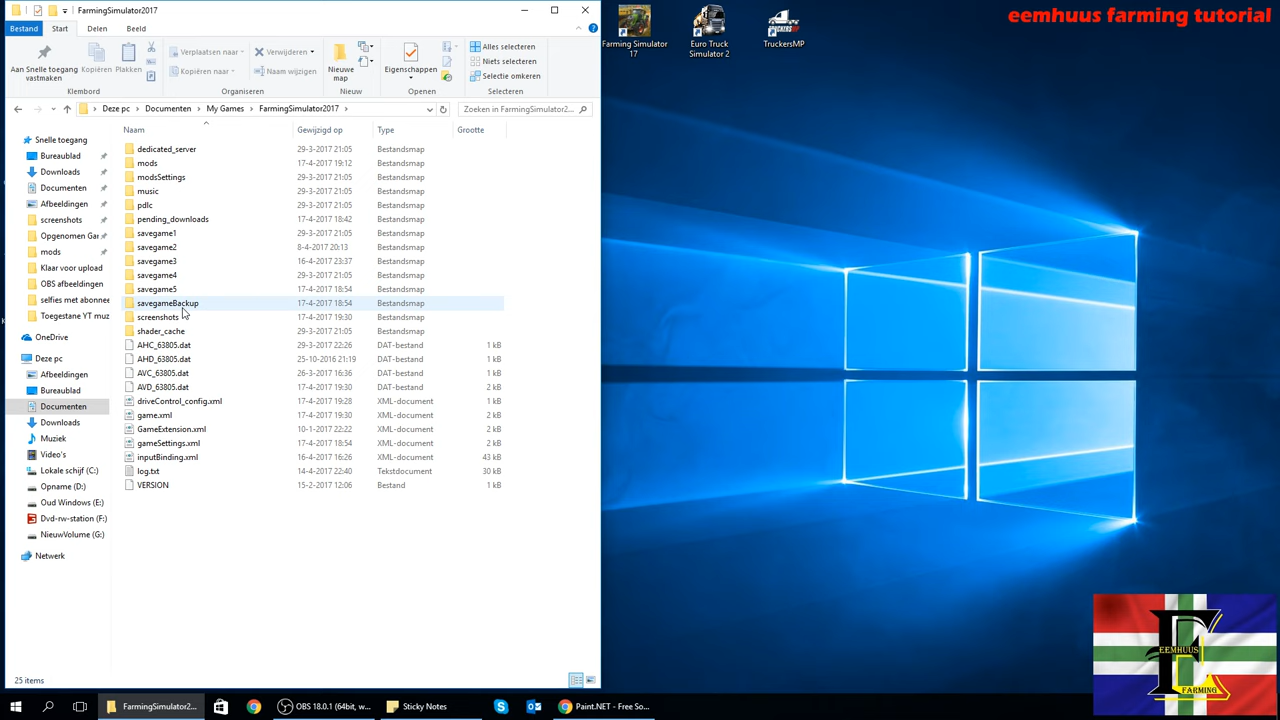 FarmingSimulator2017
Bestand Start Delen Beeld
Aan Snelle toegang vastmaken
Kopiëren
Plakken
Klembord
Verplaatsen naar
Kopiëren naar
Verwijderen
Naam wijzigen
Organiseren
Nieuwe map
Nieuw
Eigenschappen
Openen
Alles selecteren
Niets selecteren
Selectie omkeren
Selecteren
Deze pc > Documenten > My Games > FarmingSimulator2017 >
Zoeken in FarmingSimulator2...
Naam Gewijzigd op Type Grootte
Snelle toegang
Bureaublad
Downloads
Documenten
Afbeeldingen
screenshots
Opgenomen Gar
mods
Klaar voor upload
OBS afbeeldingen
selfies met abonnee
Toegestane YT muz
OneDrive
Deze pc
Afbeeldingen
Bureaublad
Documenten
Downloads
Muziek
Video's
Lokale schijf (C:)
Opname (D:)
Oud Windows (E:)
Dvd-rw-station (F:)
NieuwVolume (G:)
Netwerk
dedicated_server 29-3-2017 21:05 Bestandsmap
mods 17-4-2017 19:12 Bestandsmap
modsSettings 29-3-2017 21:05 Bestandsmap
music 29-3-2017 21:05 Bestandsmap
pdlc 29-3-2017 21:05 Bestandsmap
pending_downloads 17-4-2017 18:42 Bestandsmap
savegame1 29-3-2017 21:05 Bestandsmap
savegame2 8-4-2017 20:13 Bestandsmap
savegame3 16-4-2017 23:37 Bestandsmap
savegame4 29-3-2017 21:05 Bestandsmap
savegame5 17-4-2017 18:54 Bestandsmap
savegameBackup 17-4-2017 18:54 Bestandsmap
screenshots 17-4-2017 19:30 Bestandsmap
shader_cache 29-3-2017 21:05 Bestandsmap
AHC_63805.dat 29-3-2017 22:26 DAT-bestand 1 kB
AHD_63805.dat 25-10-2016 21:19 DAT-bestand 1 kB
AVC_63805.dat 26-3-2017 16:36 DAT-bestand 1 kB
AVD_63805.dat 17-4-2017 19:30 DAT-bestand 2 kB
driveControl_config.xml 17-4-2017 19:28 XML-document 1 kB
game.xml 17-4-2017 19:30 XML-document 2 kB
GameExtension.xml 10-1-2017 22:22 XML-document 2 kB
gameSettings.xml 17-4-2017 18:54 XML-document 2 kB
inputBinding.xml 16-4-2017 16:26 XML-document 43 kB
log.txt 14-4-2017 22:40 Tekstdocument 30 kB
VERSION 15-2-2017 12:06 Bestand 1 kB
25 items
Farming Simulator 17
Euro Truck Simulator 2
TruckersMP
eemhuus farming tutorial
EEMHUUS
FARMING
FarmingSimulator2...
OBS 18.0.1 (64bit, w...
Sticky Notes
Paint.NET - Free So...